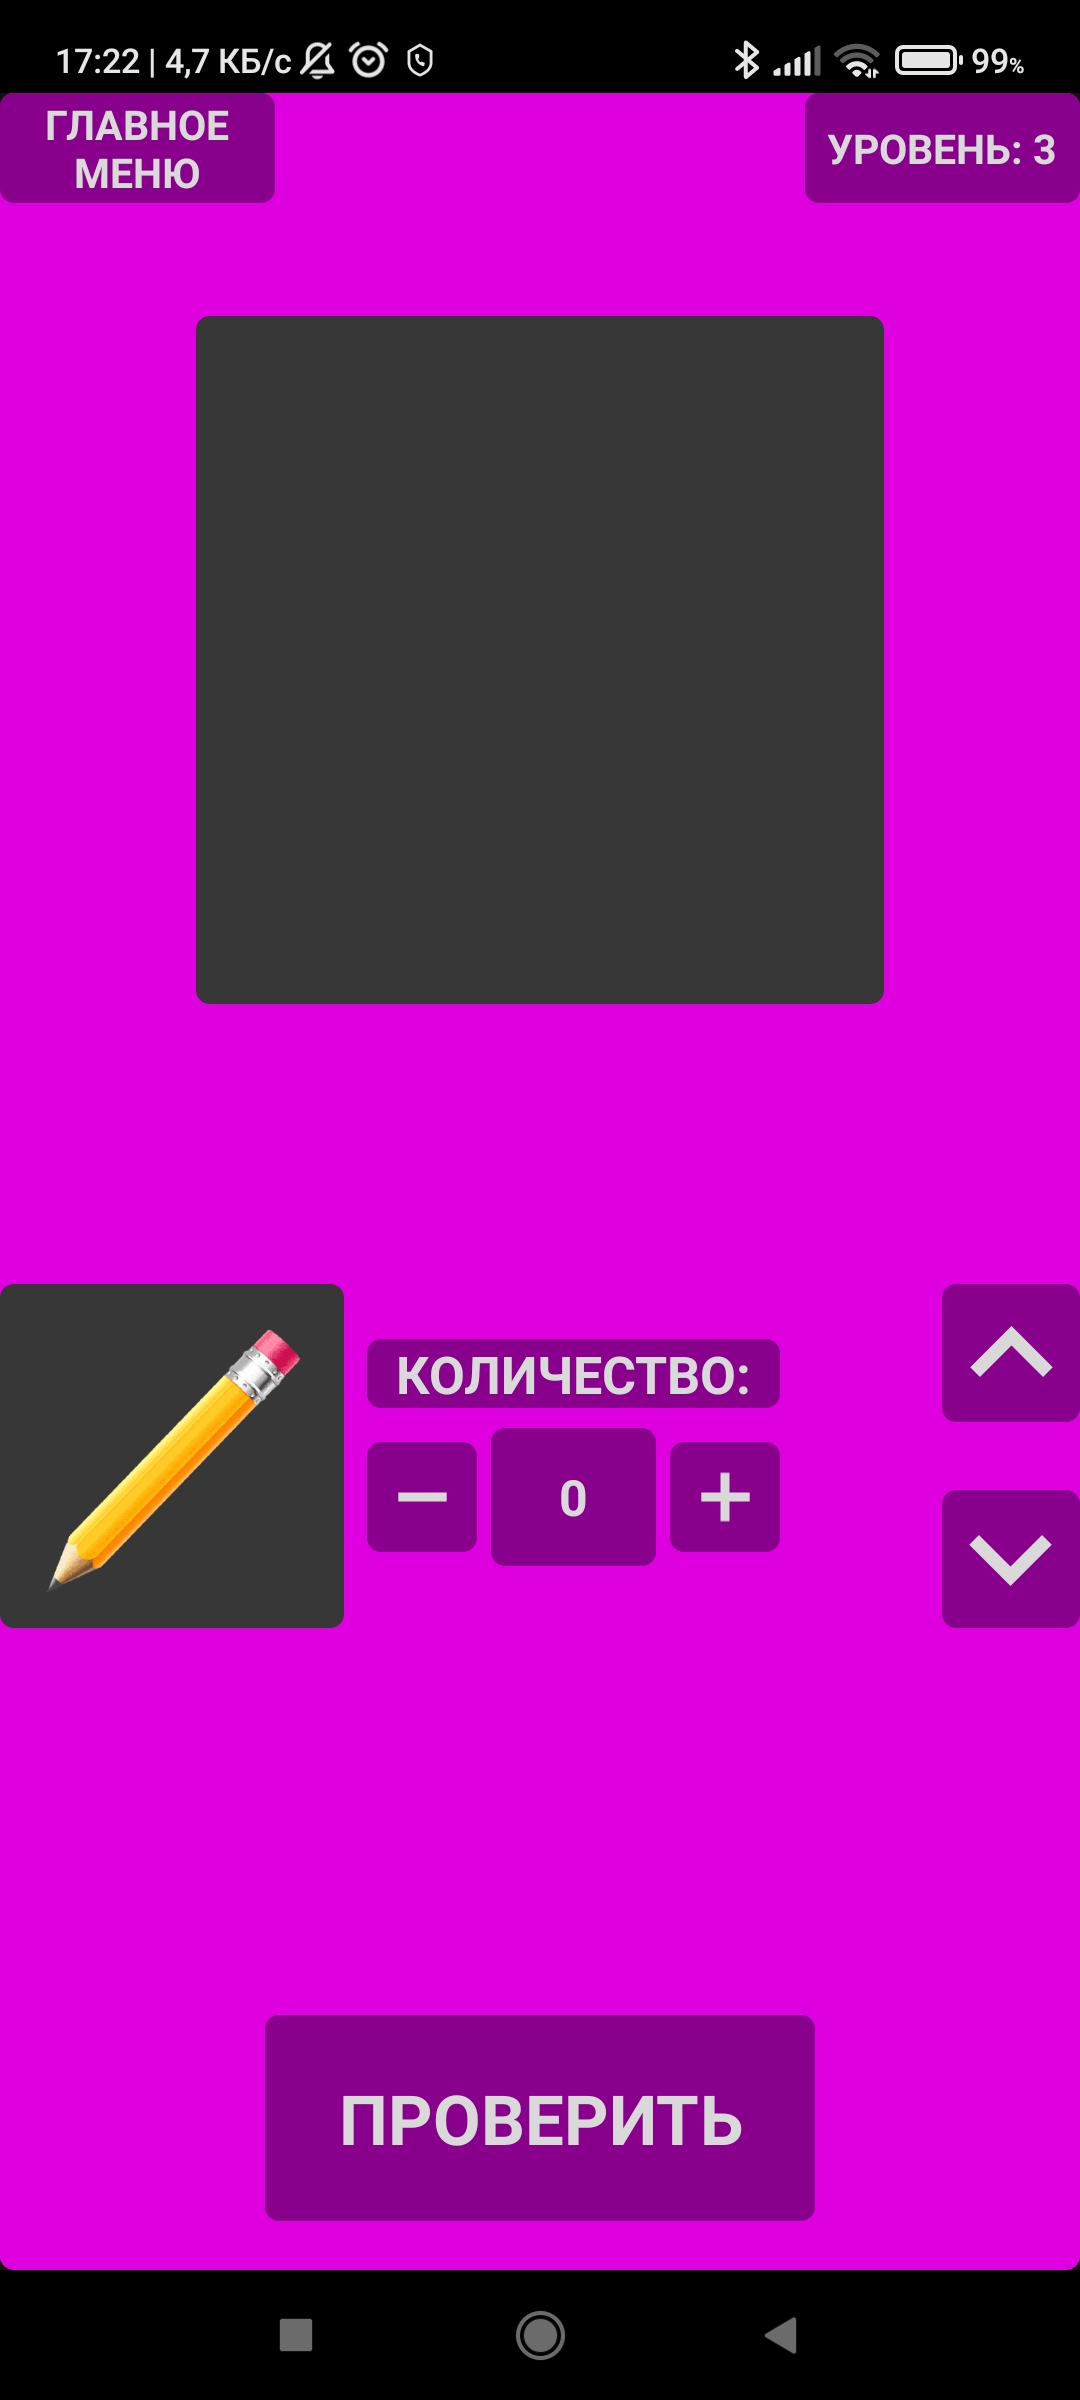 17:22 | 4,7 КБ/с 99%
ГЛАВНОЕ
МЕНЮ
УРОВЕНЬ: 3
КОЛИЧЕСТВО:
0
ПРОВЕРИТЬ